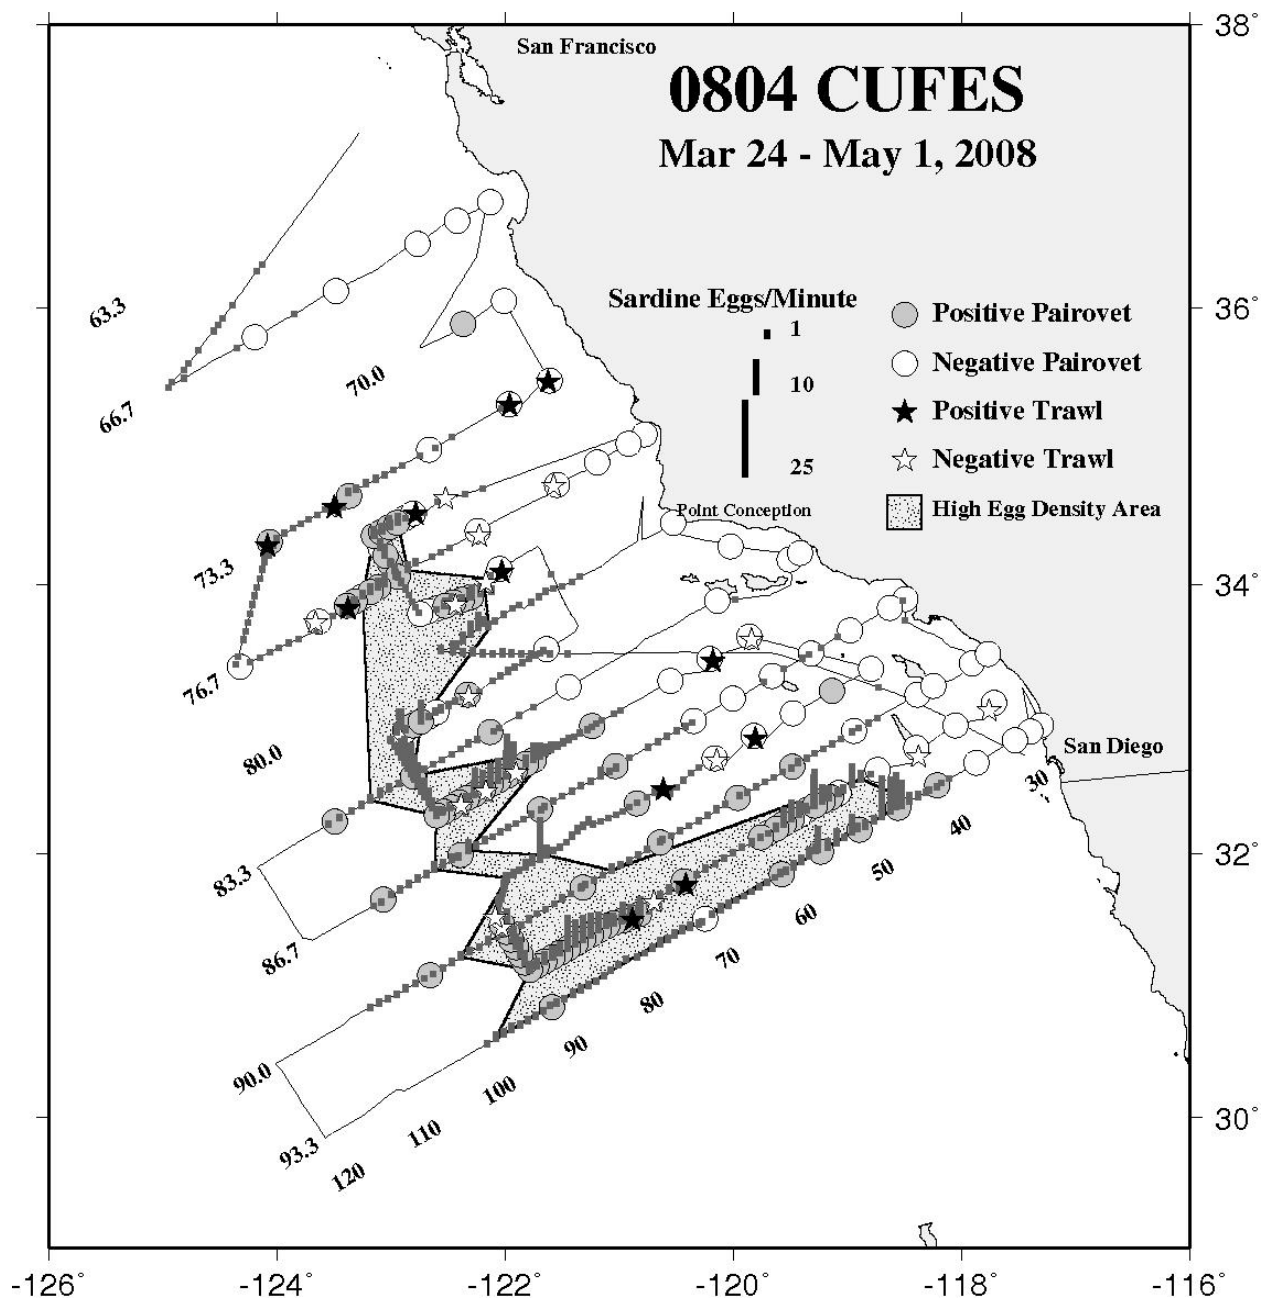 38°
San Francisco
0804 CUFES
Mar 24 - May 1, 2008
Sardine Eggs/Minute
1
10
25
Positive Pairovet
Negative Pairovet
Positive Trawl
Negative Trawl
High Egg Density Area
36°
63.3
66.7
70.0
Point Conception
73.3
34°
76.7
80.0
San Diego
30
40
83.3
32°
50
86.7
60
70
80
90
90.0
100
30°
110
93.3
120
-126° -124° -122° -120° -118° -116°